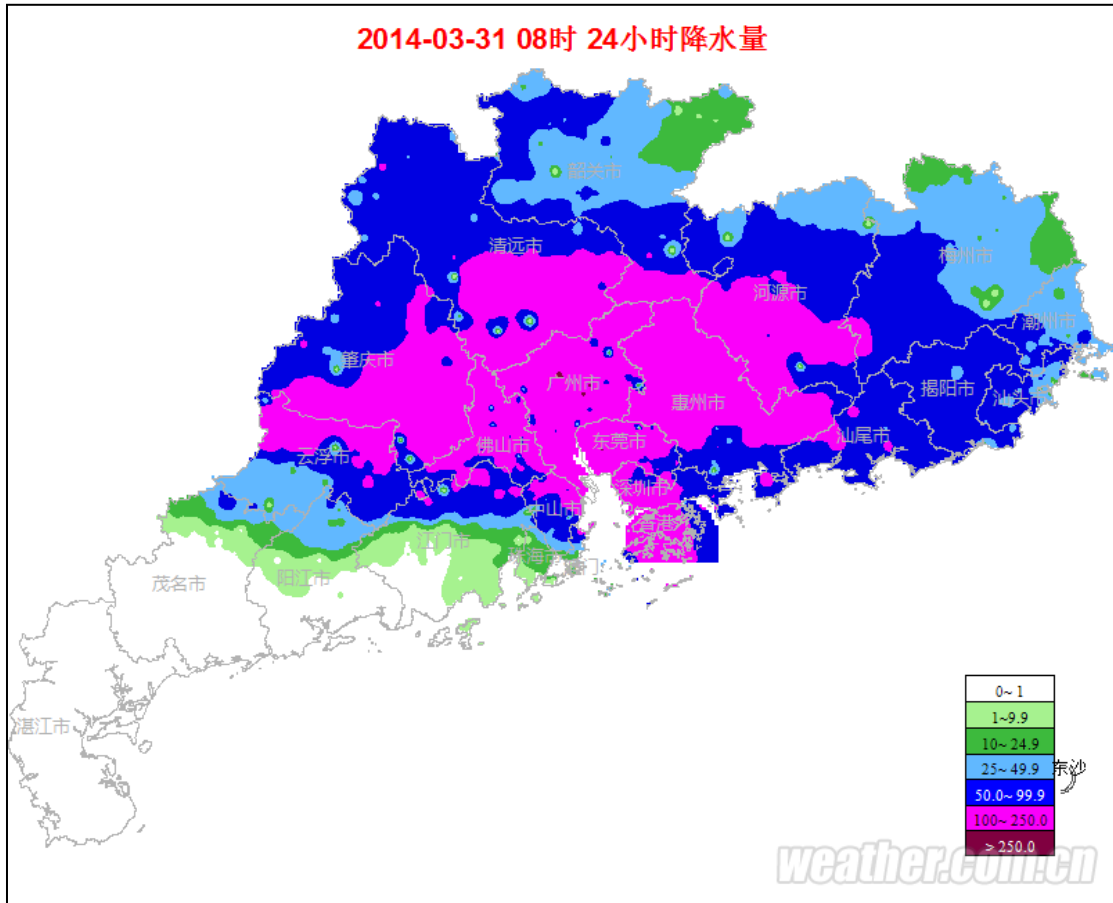 2014-03-31 08时 24小时降水量
韶关市
清远市
梅州市
河源市
潮州市
肇庆市
广州市
揭阳市
惠州市
汕头市
佛山市
东莞市
汕尾市
云浮市
深圳市
中山市
香港
江门市
珠海市
澳门
阳江市
茂名市
湛江市
0~ 1
1~9.9
10~ 24.9
25~ 49.9
东沙
50.0~ 99.9
100~ 250.0
> 250.0
weather.com.cn